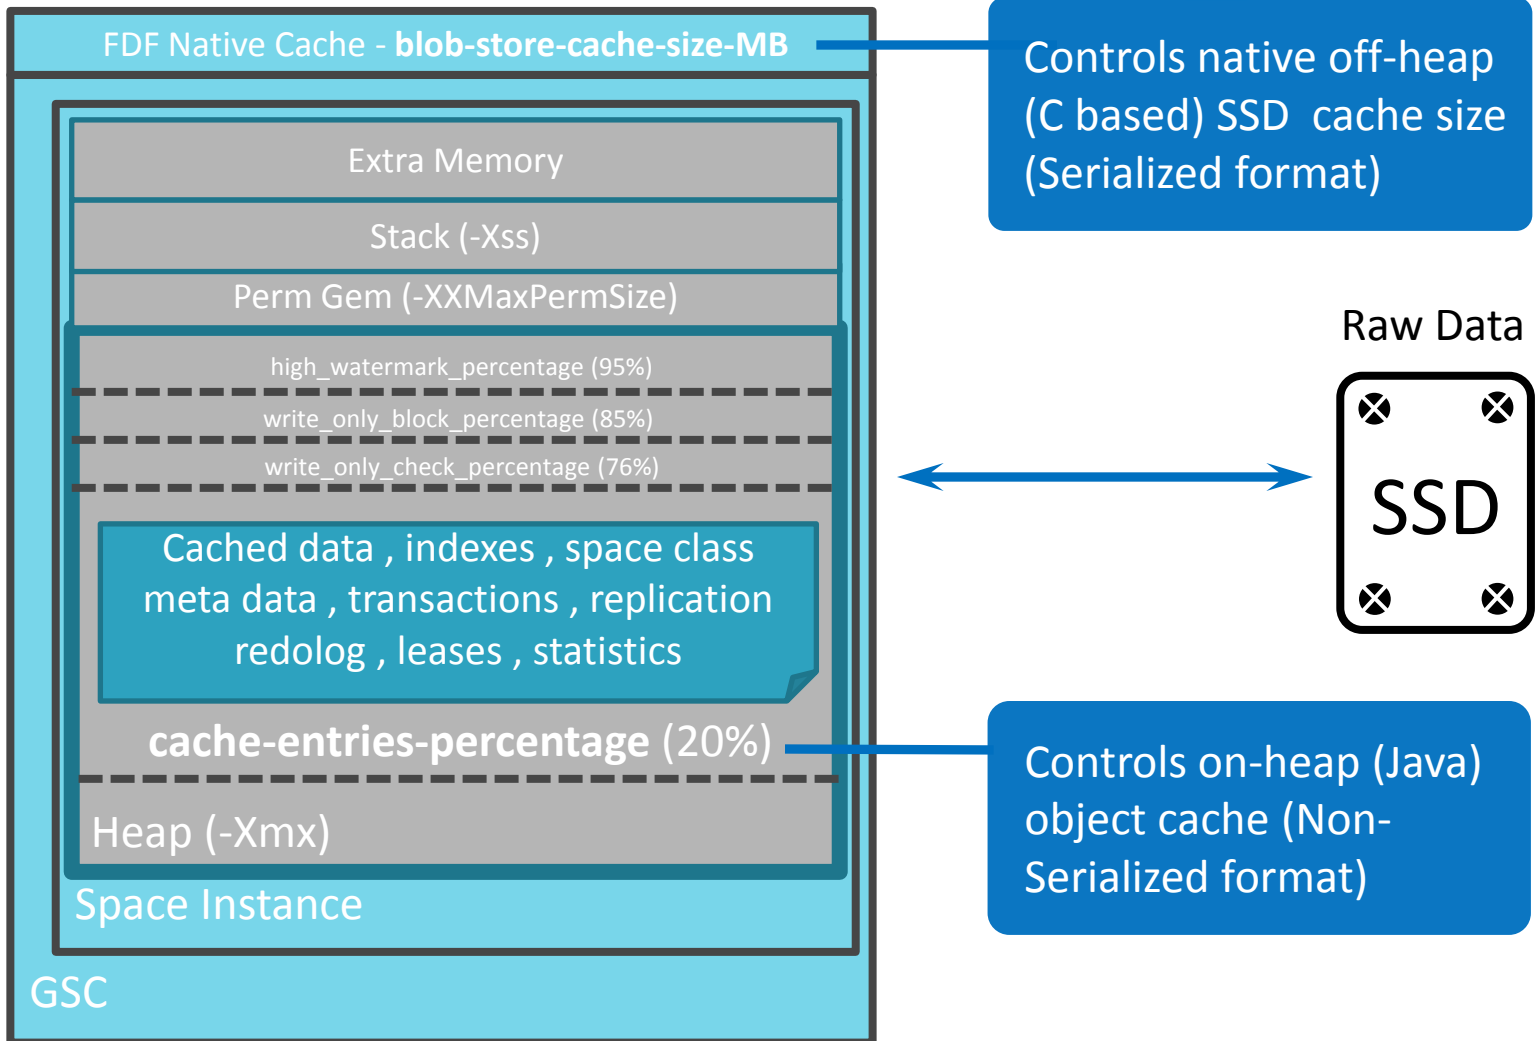 FDF Native Cache - blob-store-cache-size-MB
Controls native off-heap
(C based) SSD cache size
(Serialized format)
Extra Memory
Stack (-Xss)
Perm Gem (-XXMaxPermSize)
high_watermark_percentage (95%)
write_only_block_percentage (85%)
write_only_check_percentage (76%)
Raw Data
SSD
Cached data , indexes , space class
meta data , transactions , replication
redolog , leases , statistics
cache-entries-percentage (20%)
Controls on-heap (Java)
object cache (Non-
Serialized format)
Heap (-Xmx)
Space Instance
GSC